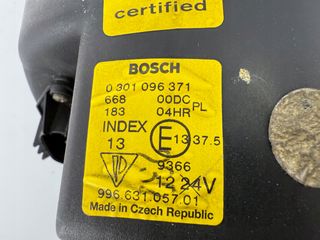 certified
BOSCH
0 301 096 371
668 00DC PL
183 04HR
INDEX E 13 37.5
13 9366
12 24V
996.631.057.01
Made in Czech Republic